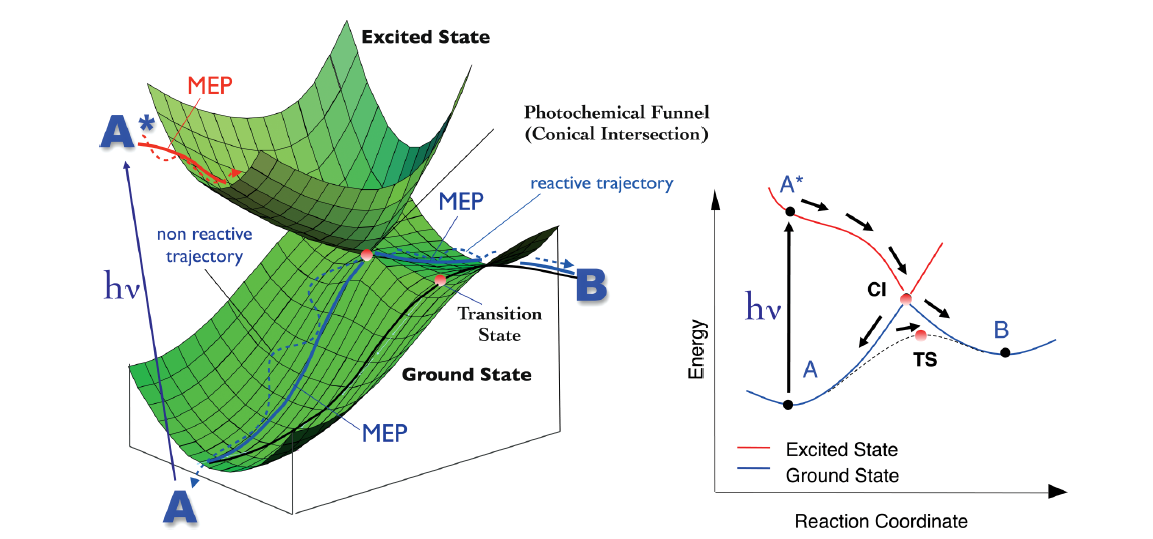 Excited State
MEP
A*
Photochemical Funnel
(Conical Intersection)
reactive trajectory
MEP
non reactive
trajectory
hν
B
Transition
State
Ground State
MEP
A
A*
hν
CI
Energy
TS
B
A
Excited State
Ground State
Reaction Coordinate